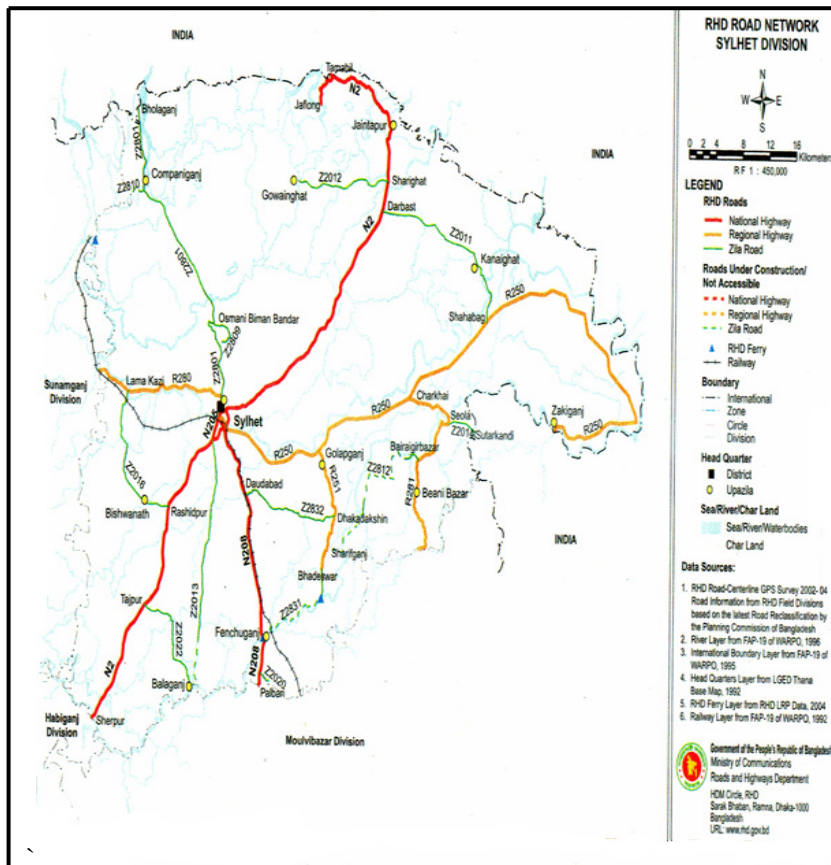 RHD ROAD NETWORK
SYLHET DIVISION
N
W E
S
0 2 4 8 12 16
Kilometers
R F 1 : 450,000
LEGEND
RHD Roads
National Highway
Regional Highway
Zila Road
Roads Under Construction/
Not Accessible
National Highway
Regional Highway
Zila Road
RHD Ferry
Railway
Boundary
International
Zone
Circle
Division
Head Quarter
District
Upazila
Sea/River/Char Land
Sea/River/Waterbodies
Char Land
Data Sources:
1. RHD Road-Centerline GPS Survey 2002-04
Road Information from RHD Field Divisions
based on the latest Road Reclassification by
the Planning Commission of Bangladesh
2. River Layer from FAP-19 of WARPO, 1996
3. International Boundary Layer from FAP-19 of
WARPO, 1995
4. Head Quarters Layer from LGED Thana
Base Map, 1992
5. RHD Ferry Layer from RHD LRP Data, 2004
6. Railway Layer from FAP-19 of WARPO, 1992
Government of the People's Republic of Bangladesh
Ministry of Communications
Roads and Highways Department
HDM Circle, RHD
Sarak Bhaban, Ramna, Dhaka-1000
Bangladesh
URL: www.rhd.gov.bd
INDIA
INDIA
INDIA
Tamabil
N2
Jaflong
Bholaganj
Jaintapur
Z2801
Companiganj
Z2810
Gowainghat
Z2012
Sharighat
Darbast
N2
Z2011
Kanaighat
Z2801
Osmani Biman Bandar
Z2809
Shahabag
R250
Z2801
Lama Kazi
R280
Sunamganj
Division
Sylhet
Charkhai
R250
Seola
Z2014
Sutarkandi
Zakiganj
R250
R250
Golapganj
Bairaigirbazar
Z2812
R251
R281
Beani Bazar
Z2016
Bishwanath
Rashidpur
Daudabad
Z2832
Dhakadakshin
Sharifganj
Bhadeswar
N208
Z2013
Tajpur
Z2022
Z2831
Fenchuganj
N208
Z2020
Balaganj
N2
Habiganj
Division
Sherpur
Moulvibazar Division